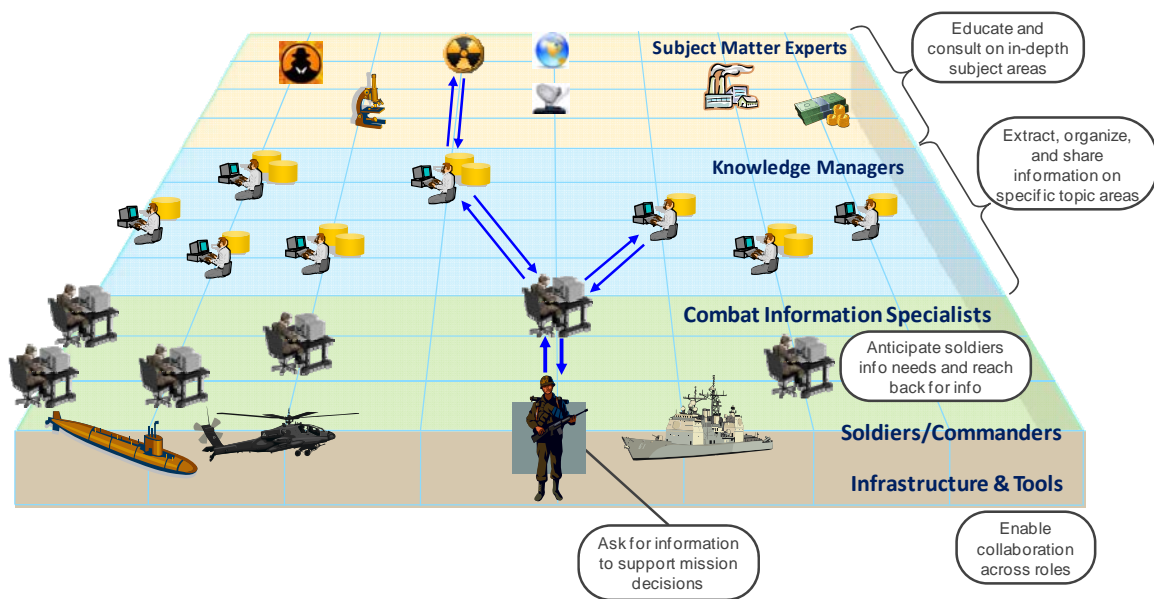 Subject Matter Experts
Educate and
consult on in-depth
subject areas
Knowledge Managers
Extract, organize,
and share
information on
specific topic areas
Combat Information Specialists
Anticipate soldiers
info needs and reach
back for info
Soldiers/Commanders
Infrastructure & Tools
Ask for information
to support mission
decisions
Enable
collaboration
across roles